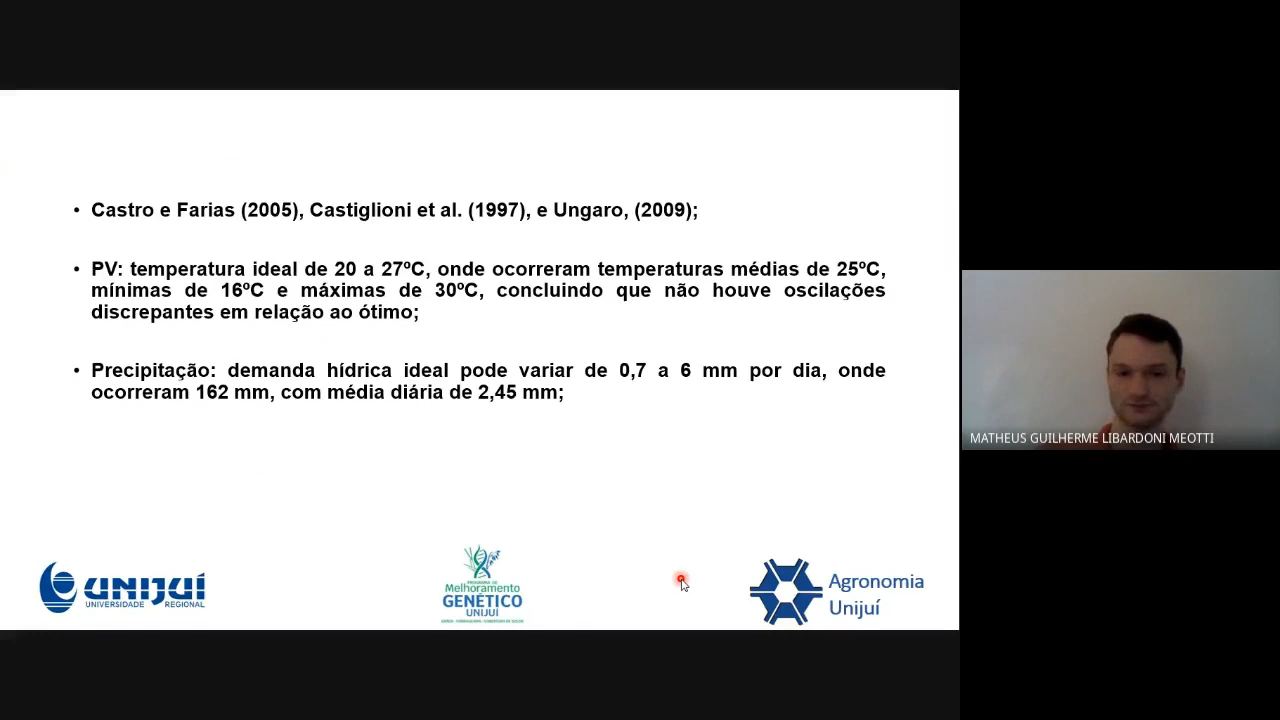 • Castro e Farias (2005), Castiglioni et al. (1997), e Ungaro, (2009);
• PV: temperatura ideal de 20 a 27ºC, onde ocorreram temperaturas médias de 25ºC,
mínimas de 16ºC e máximas de 30ºC, concluindo que não houve oscilações
discrepantes em relação ao ótimo;
• Precipitação: demanda hídrica ideal pode variar de 0,7 a 6 mm por dia, onde
ocorreram 162 mm, com média diária de 2,45 mm;
MATHEUS GUILHERME LIBARDONI MEOTTI
UNIJUÍ
UNIVERSIDADE REGIONAL
PROGRAMA DE
Melhoramento
GENÉTICO
UNIJUÍ
Agronomia
Unijuí